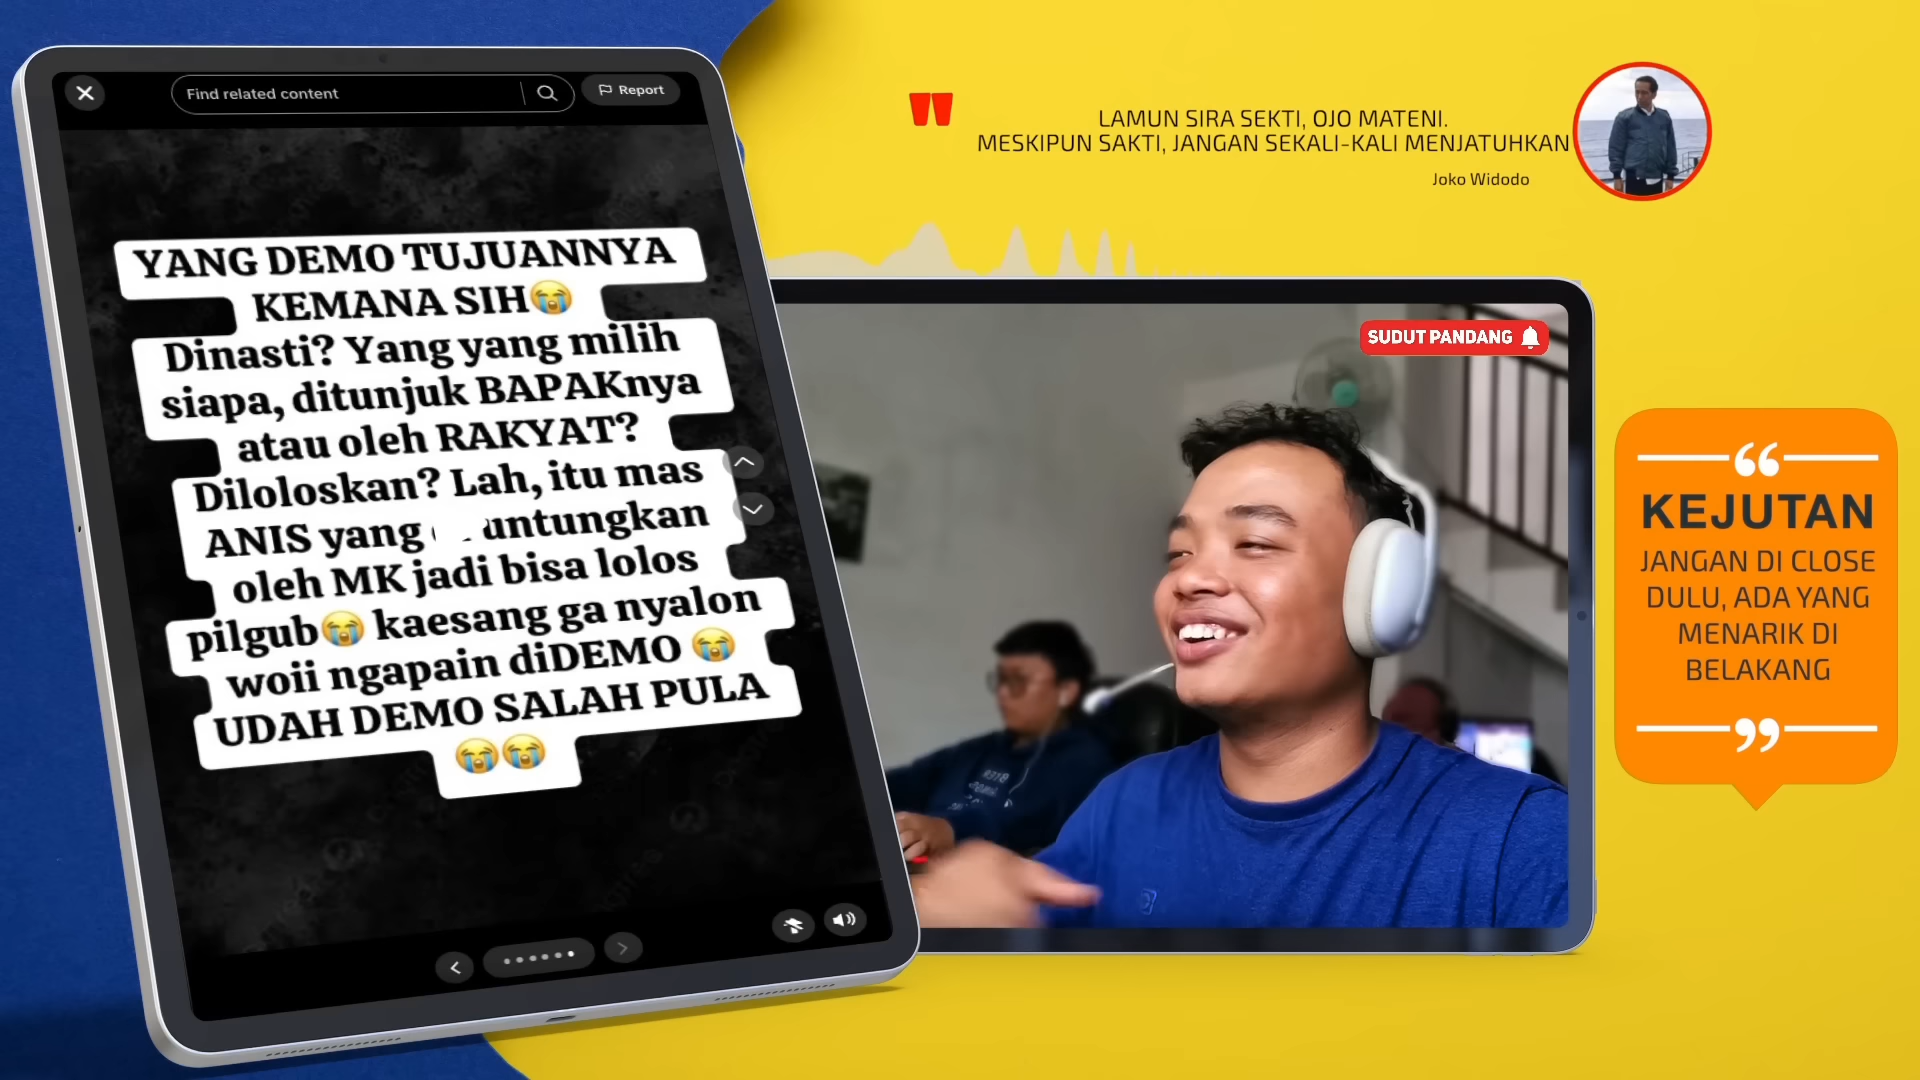 Find related content
Report
YANG DEMO TUJUANNYA
KEMANA SIH😭
Dinasti? Yang yang milih
siapa, ditunjuk BAPAKnya
atau oleh RAKYAT?
Diloloskan? Lah, itu mas
ANIS yang untungkan
oleh MK jadi bisa lolos
pilgub😭 kaesang ga nyalon
woii ngapain diDEMO 😭
UDAH DEMO SALAH PULA
😭😭
LAMUN SIRA SEKTI, OJO MATENI.
MESKIPUN SAKTI, JANGAN SEKALI-KALI MENJATUHKAN
Joko Widodo
SUDUT PANDANG
KEJUTAN
JANGAN DI CLOSE
DULU, ADA YANG
MENARIK DI
BELAKANG